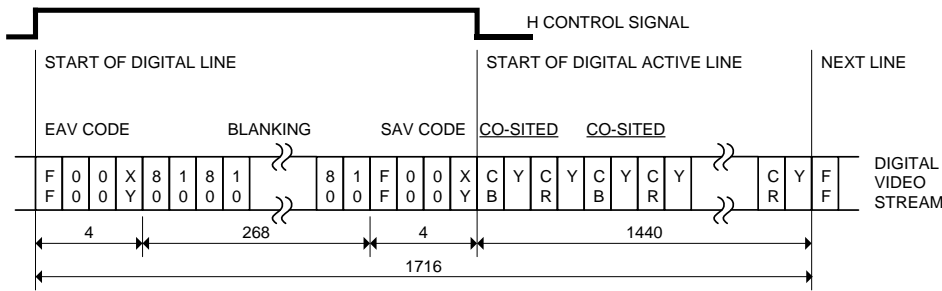 H CONTROL SIGNAL
START OF DIGITAL LINE START OF DIGITAL ACTIVE LINE NEXT LINE
EAV CODE BLANKING SAV CODE CO-SITED CO-SITED
F 0 0 X 8 1 8 1 8 1 F 0 0 X C Y C Y C Y C Y C Y F
F 0 0 Y 0 0 0 0 0 0 F 0 0 Y B R B R R F
DIGITAL
VIDEO
STREAM
4 268 4 1440
1716